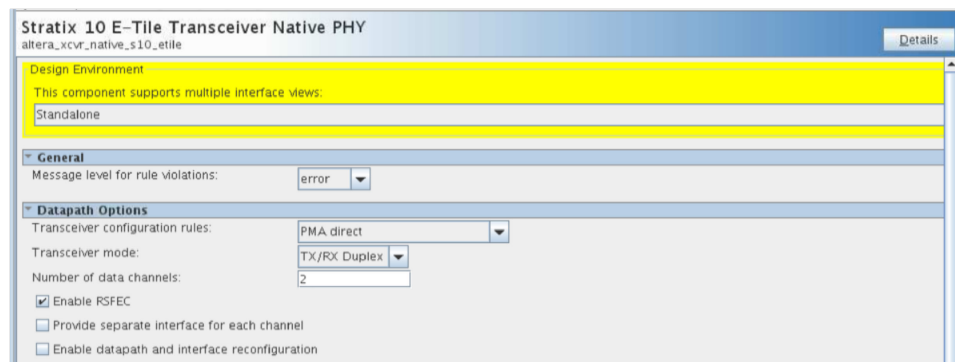 Stratix 10 E-Tile Transceiver Native PHY
altera_xcvr_native_s10_etile
Details
Design Environment
This component supports multiple interface views:
Standalone
General
Message level for rule violations: error
Datapath Options
Transceiver configuration rules: PMA direct
Transceiver mode: TX/RX Duplex
Number of data channels: 2
Enable RSFEC
Provide separate interface for each channel
Enable datapath and interface reconfiguration